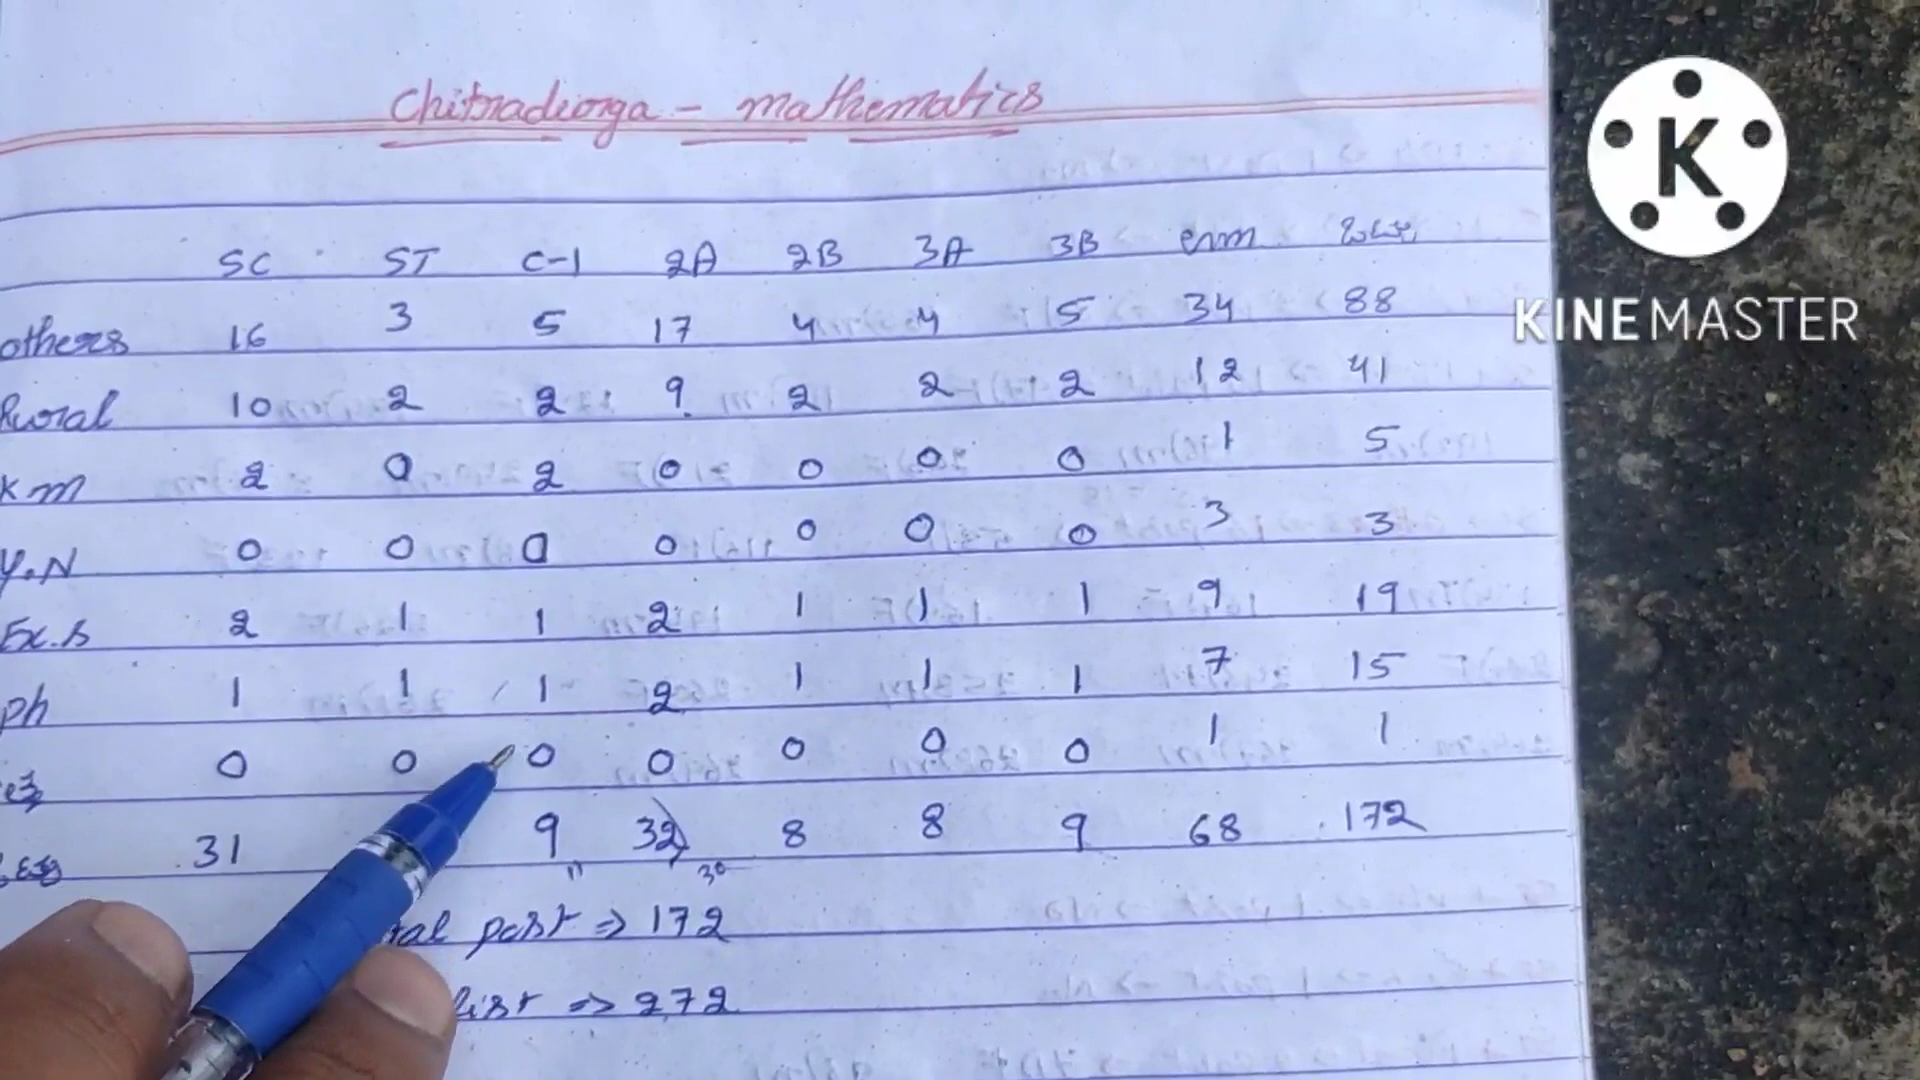 Chitradurga - mathematics
SC ST C-1 2A 2B 3A 3B GM ಒಟ್ಟು
others 16 3 5 17 4 4 5 34 88
Rural 10 2 2 9 2 2 2 12 41
KM 2 0 2 0 0 0 0 1 5
Y.N 0 0 0 0 0 0 0 3 3
Ex.s 2 1 1 2 1 1 1 9 19
ph 1 1 1 2 1 1 1 7 15
0 0 0 0 0 0 0 1 1
31 9 32 8 8 9 68 172
11 30
tal post => 172
list => 272
K
KINEMASTER